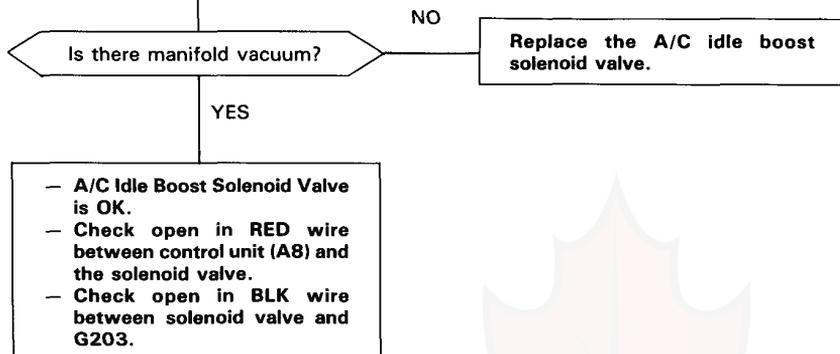 NO
Is there manifold vacuum?
Replace the A/C idle boost
solenoid valve.
YES
— A/C Idle Boost Solenoid Valve
is OK.
— Check open in RED wire
between control unit (A8) and
the solenoid valve.
— Check open in BLK wire
between solenoid valve and
G203.